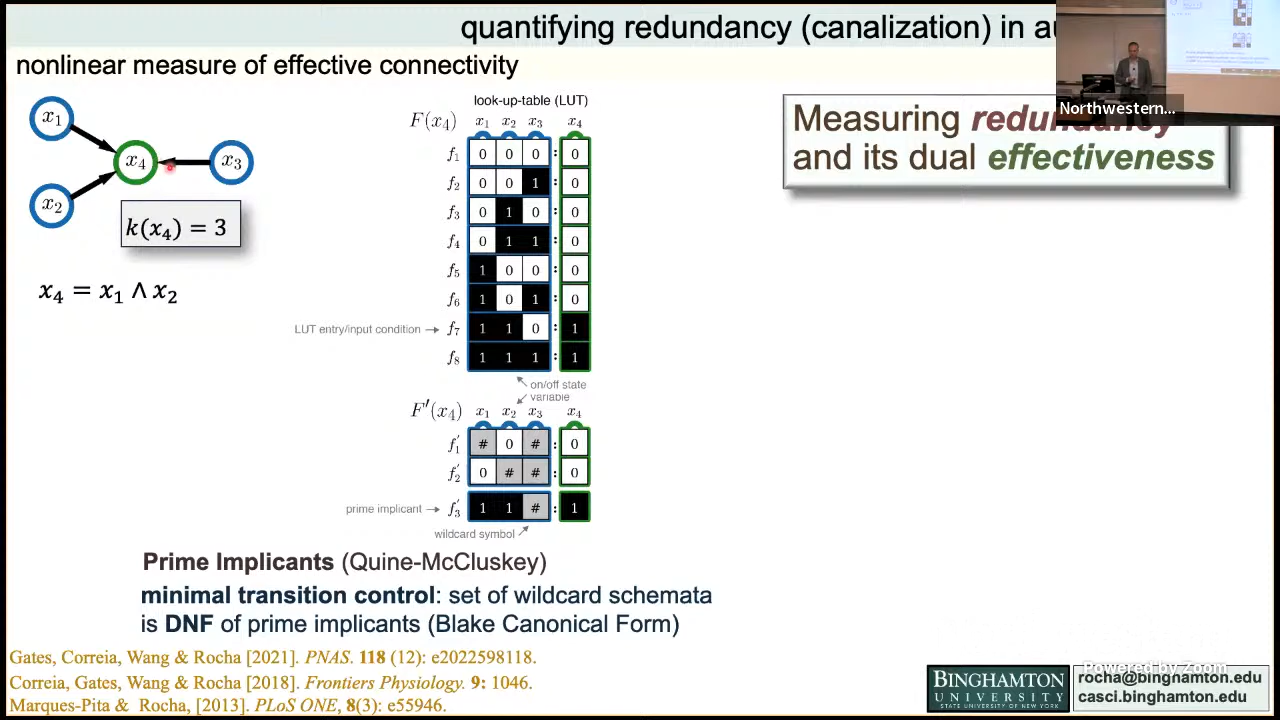 quantifying redundancy (canalization) in au
nonlinear measure of effective connectivity
Northwestern...
Measuring redundancy
and its dual effectiveness
x₁
x₄
x₃
x₂
k(x₄) = 3
x₄ = x₁ ∧ x₂
look-up-table (LUT)
F(x₄) x₁ x₂ x₃ x₄
f₁ 0 0 0 : 0
f₂ 0 0 1 : 0
f₃ 0 1 0 : 0
f₄ 0 1 1 : 0
f₅ 1 0 0 : 0
f₆ 1 0 1 : 0
LUT entry/input condition → f₇ 1 1 0 : 1
f₈ 1 1 1 : 1
on/off state
variable
F′(x₄) x₁ x₂ x₃ x₄
f′₁ # 0 # : 0
f′₂ 0 # # : 0
prime implicant → f′₃ 1 1 # : 1
wildcard symbol
Prime Implicants (Quine-McCluskey)
minimal transition control: set of wildcard schemata
is DNF of prime implicants (Blake Canonical Form)
Gates, Correia, Wang & Rocha [2021]. PNAS. 118 (12): e2022598118.
Correia, Gates, Wang & Rocha [2018]. Frontiers Physiology. 9: 1046.
Marques-Pita & Rocha, [2013]. PLoS ONE, 8(3): e55946.
BINGHAMTON
UNIVERSITY
STATE UNIVERSITY OF NEW YORK
Powered by Zoom
rocha@binghamton.edu
casci.binghamton.edu